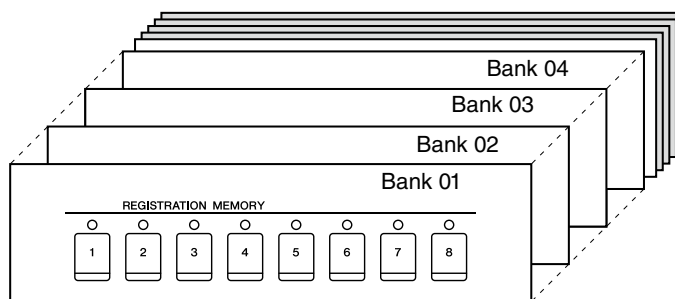 Bank 04
Bank 03
Bank 02
Bank 01
REGISTRATION MEMORY
1 2 3 4 5 6 7 8